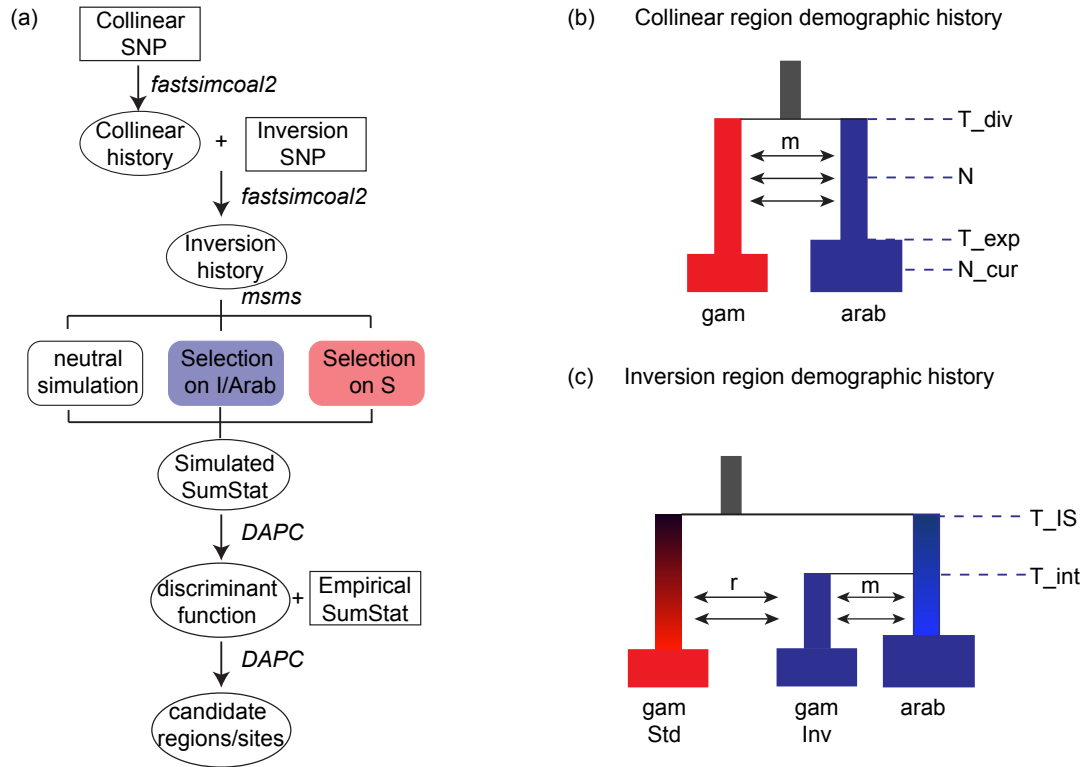 (a)
Collinear
SNP
fastsimcoal2
Collinear
history
+
Inversion
SNP
fastsimcoal2
Inversion
history
msms
neutral
simulation
Selection
on I/Arab
Selection
on S
Simulated
SumStat
DAPC
discriminant
function
+
Empirical
SumStat
DAPC
candidate
regions/sites
(b) Collinear region demographic history
T_div
m
N
T_exp
N_cur
gam
arab
(c) Inversion region demographic history
T_IS
T_int
r
m
gam
Std
gam
Inv
arab